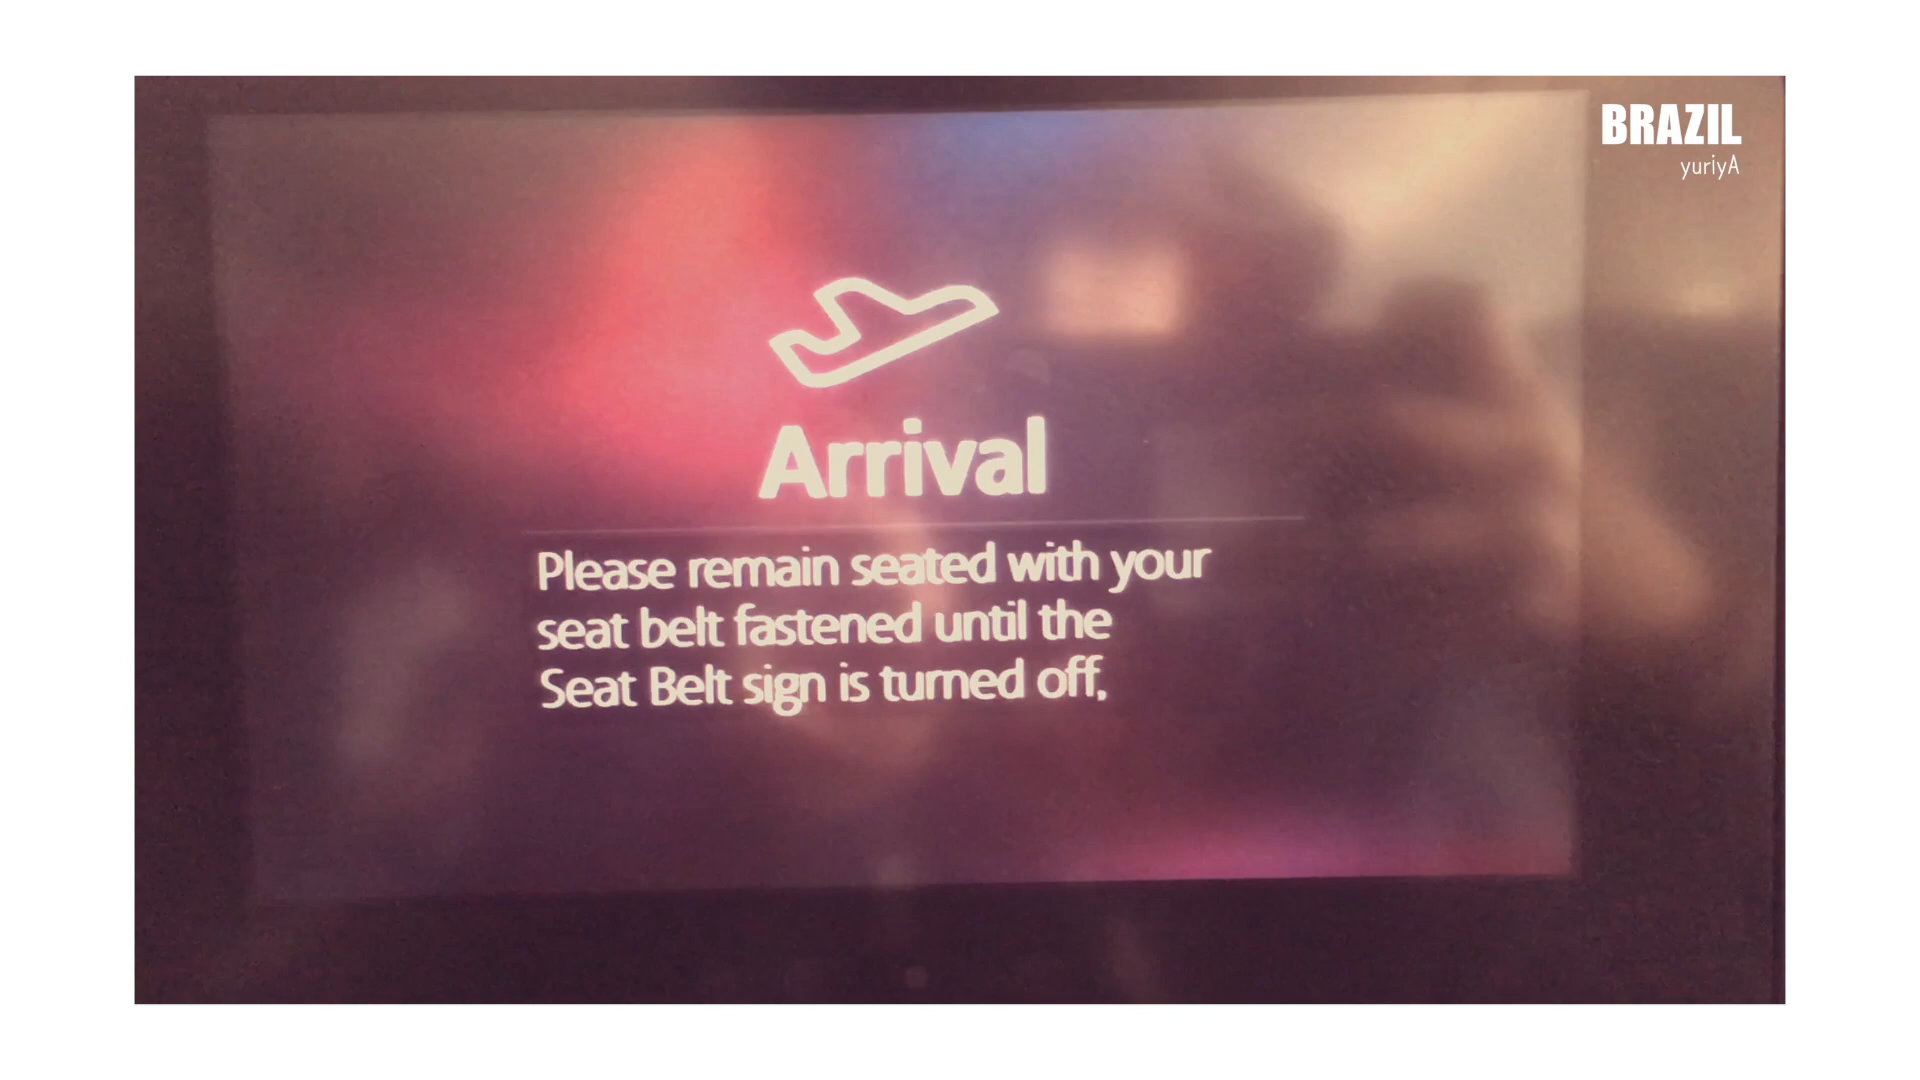 BRAZIL
yuriyA
Arrival
Please remain seated with your
seat belt fastened until the
Seat Belt sign is turned off.